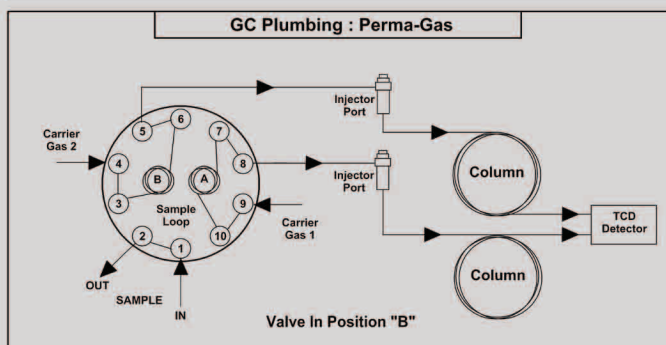 GC Plumbing : Perma-Gas
Injector
Port
5
6
7
8
Carrier
Gas 2
4
B
A
3
Sample
Loop
9
10
2
1
Carrier
Gas 1
OUT
SAMPLE
IN
Injector
Port
Column
TCD
Detector
Column
Valve In Position "B"